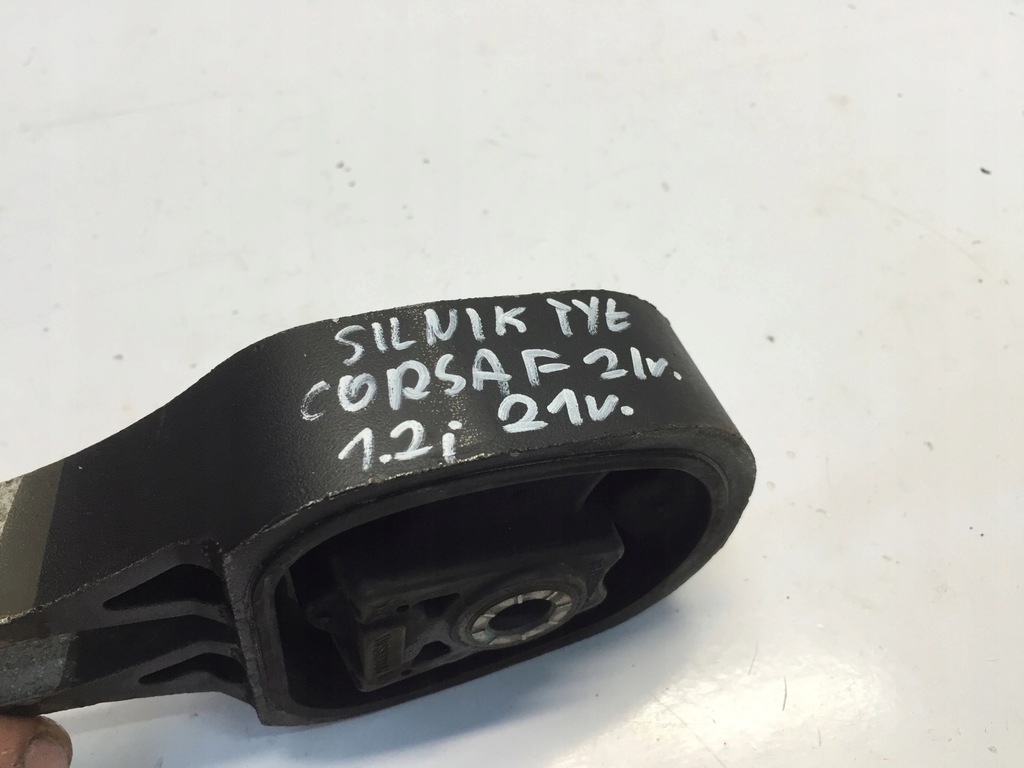 SILNIK TYŁ
CORSA F 21r.
1.2i 21r.